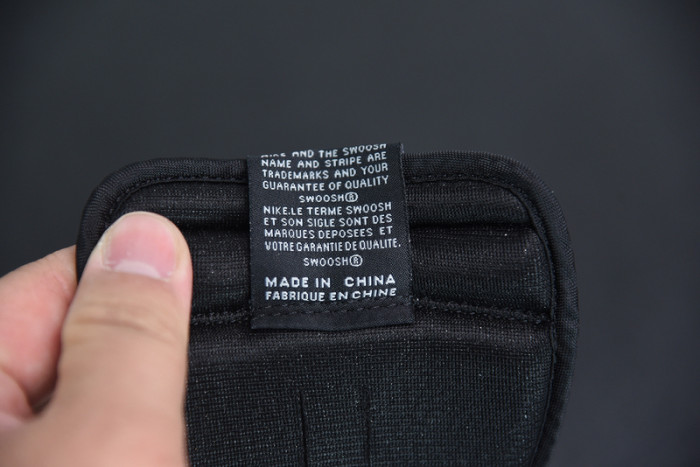 NIKE AND THE SWOOSH
NAME AND STRIPE ARE
TRADEMARKS AND YOUR
GUARANTEE OF QUALITY
SWOOSH®
NIKE.LE TERME SWOOSH
ET SON SIGLE SONT DES
MARQUES DEPOSEES ET
VOTRE GARANTIE DE QUALITE.
SWOOSH®
MADE IN CHINA
FABRIQUE EN CHINE